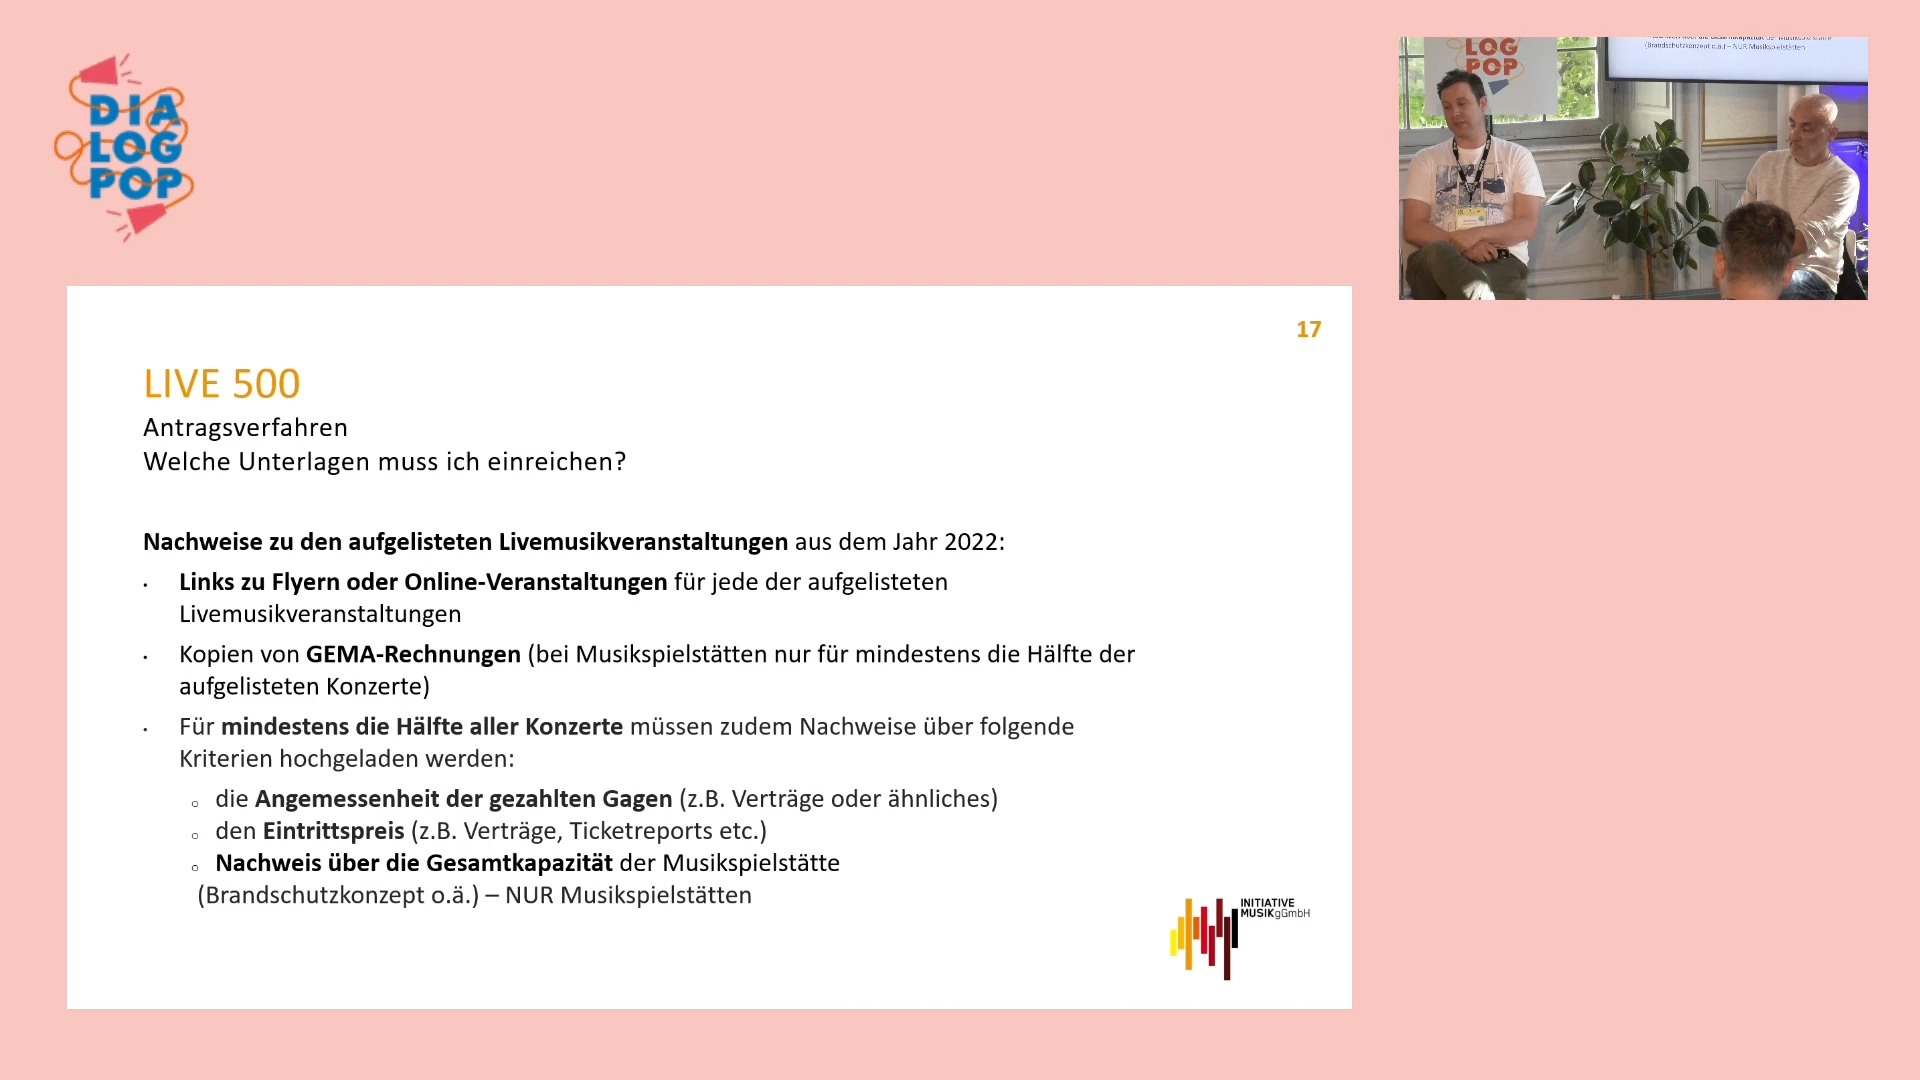 DIA
LOG
POP
LOG
POP
(Brandschutzkonzept o.ä.) – NUR Musikspielstätten
17
LIVE 500
Antragsverfahren
Welche Unterlagen muss ich einreichen?
Nachweise zu den aufgelisteten Livemusikveranstaltungen aus dem Jahr 2022:
• Links zu Flyern oder Online-Veranstaltungen für jede der aufgelisteten
Livemusikveranstaltungen
• Kopien von GEMA-Rechnungen (bei Musikspielstätten nur für mindestens die Hälfte der
aufgelisteten Konzerte)
• Für mindestens die Hälfte aller Konzerte müssen zudem Nachweise über folgende
Kriterien hochgeladen werden:
○ die Angemessenheit der gezahlten Gagen (z.B. Verträge oder ähnliches)
○ den Eintrittspreis (z.B. Verträge, Ticketreports etc.)
○ Nachweis über die Gesamtkapazität der Musikspielstätte
(Brandschutzkonzept o.ä.) – NUR Musikspielstätten
INITIATIVE
MUSIKgGmbH